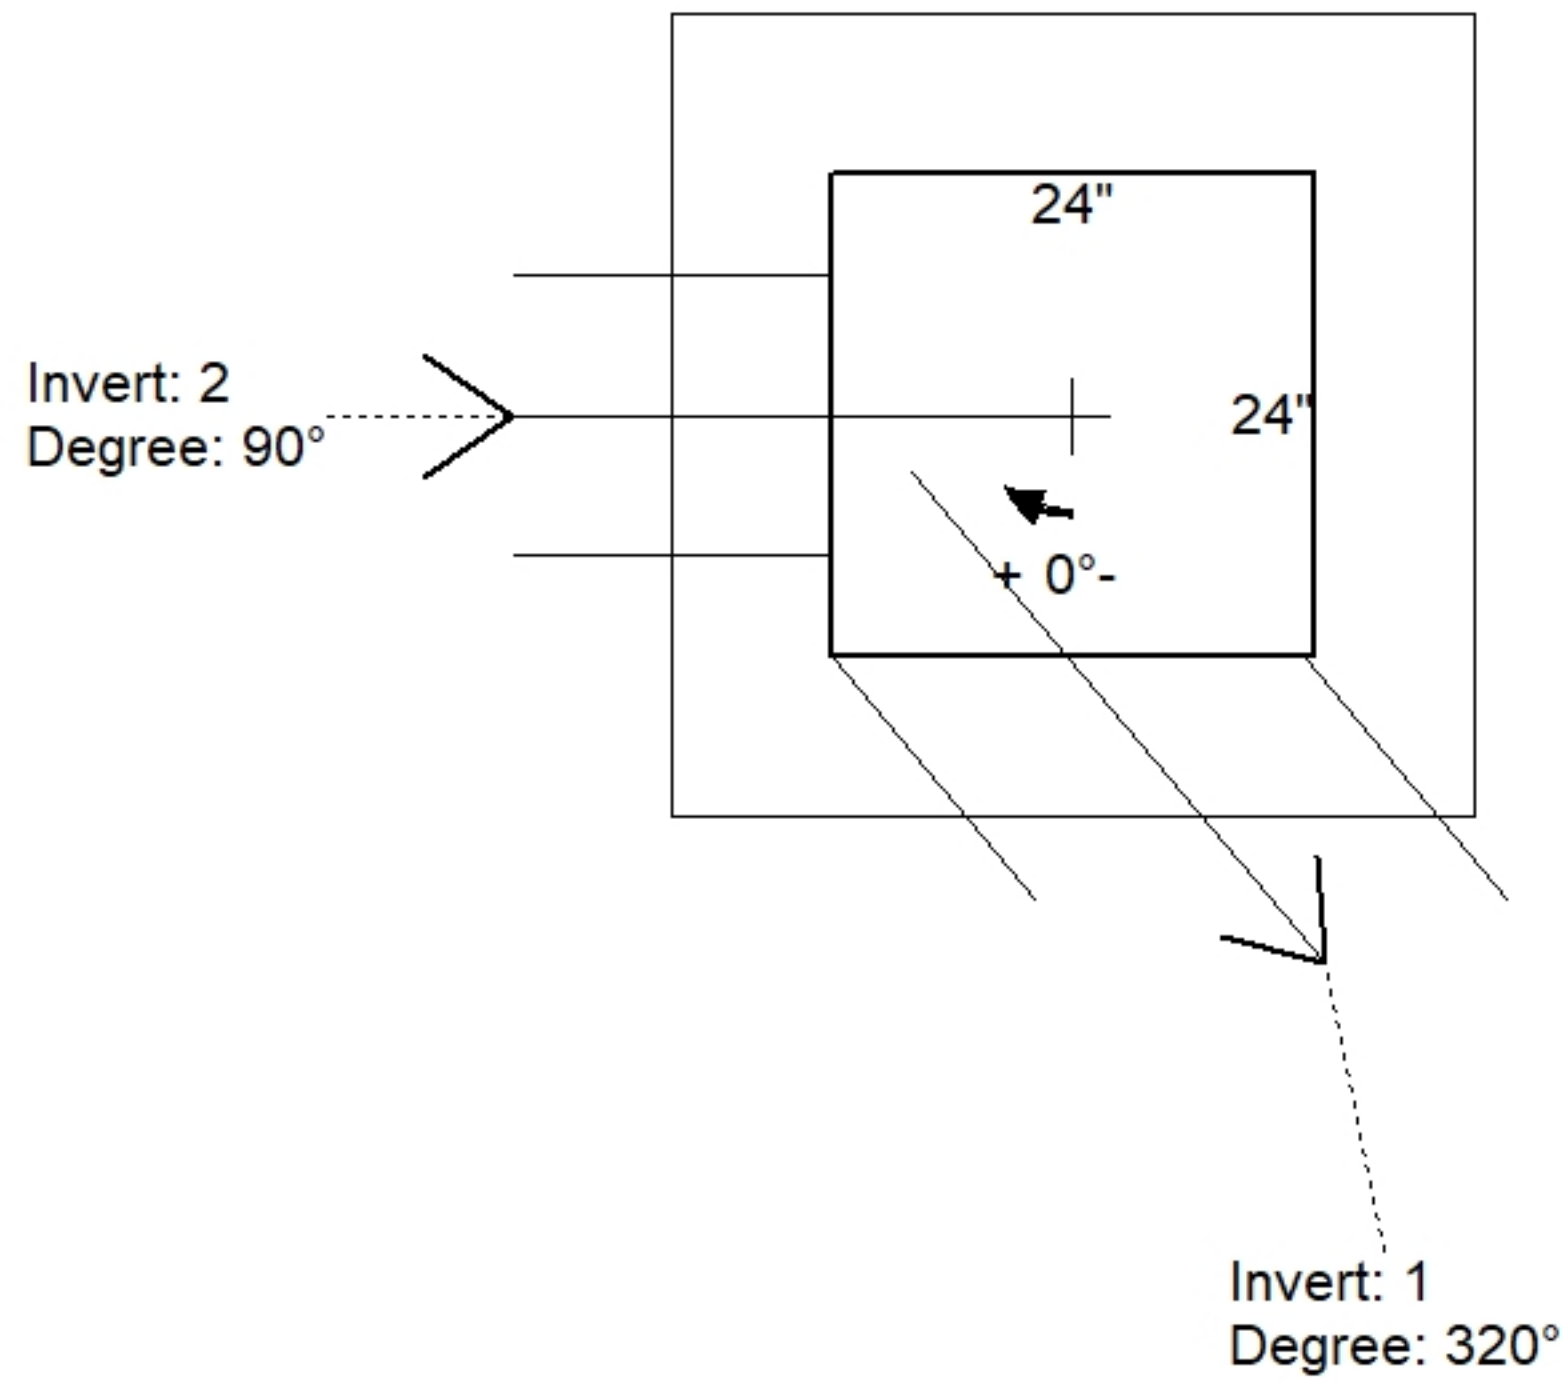 24"
Invert: 2
Degree: 90°
24"
+ 0°-
Invert: 1
Degree: 320°